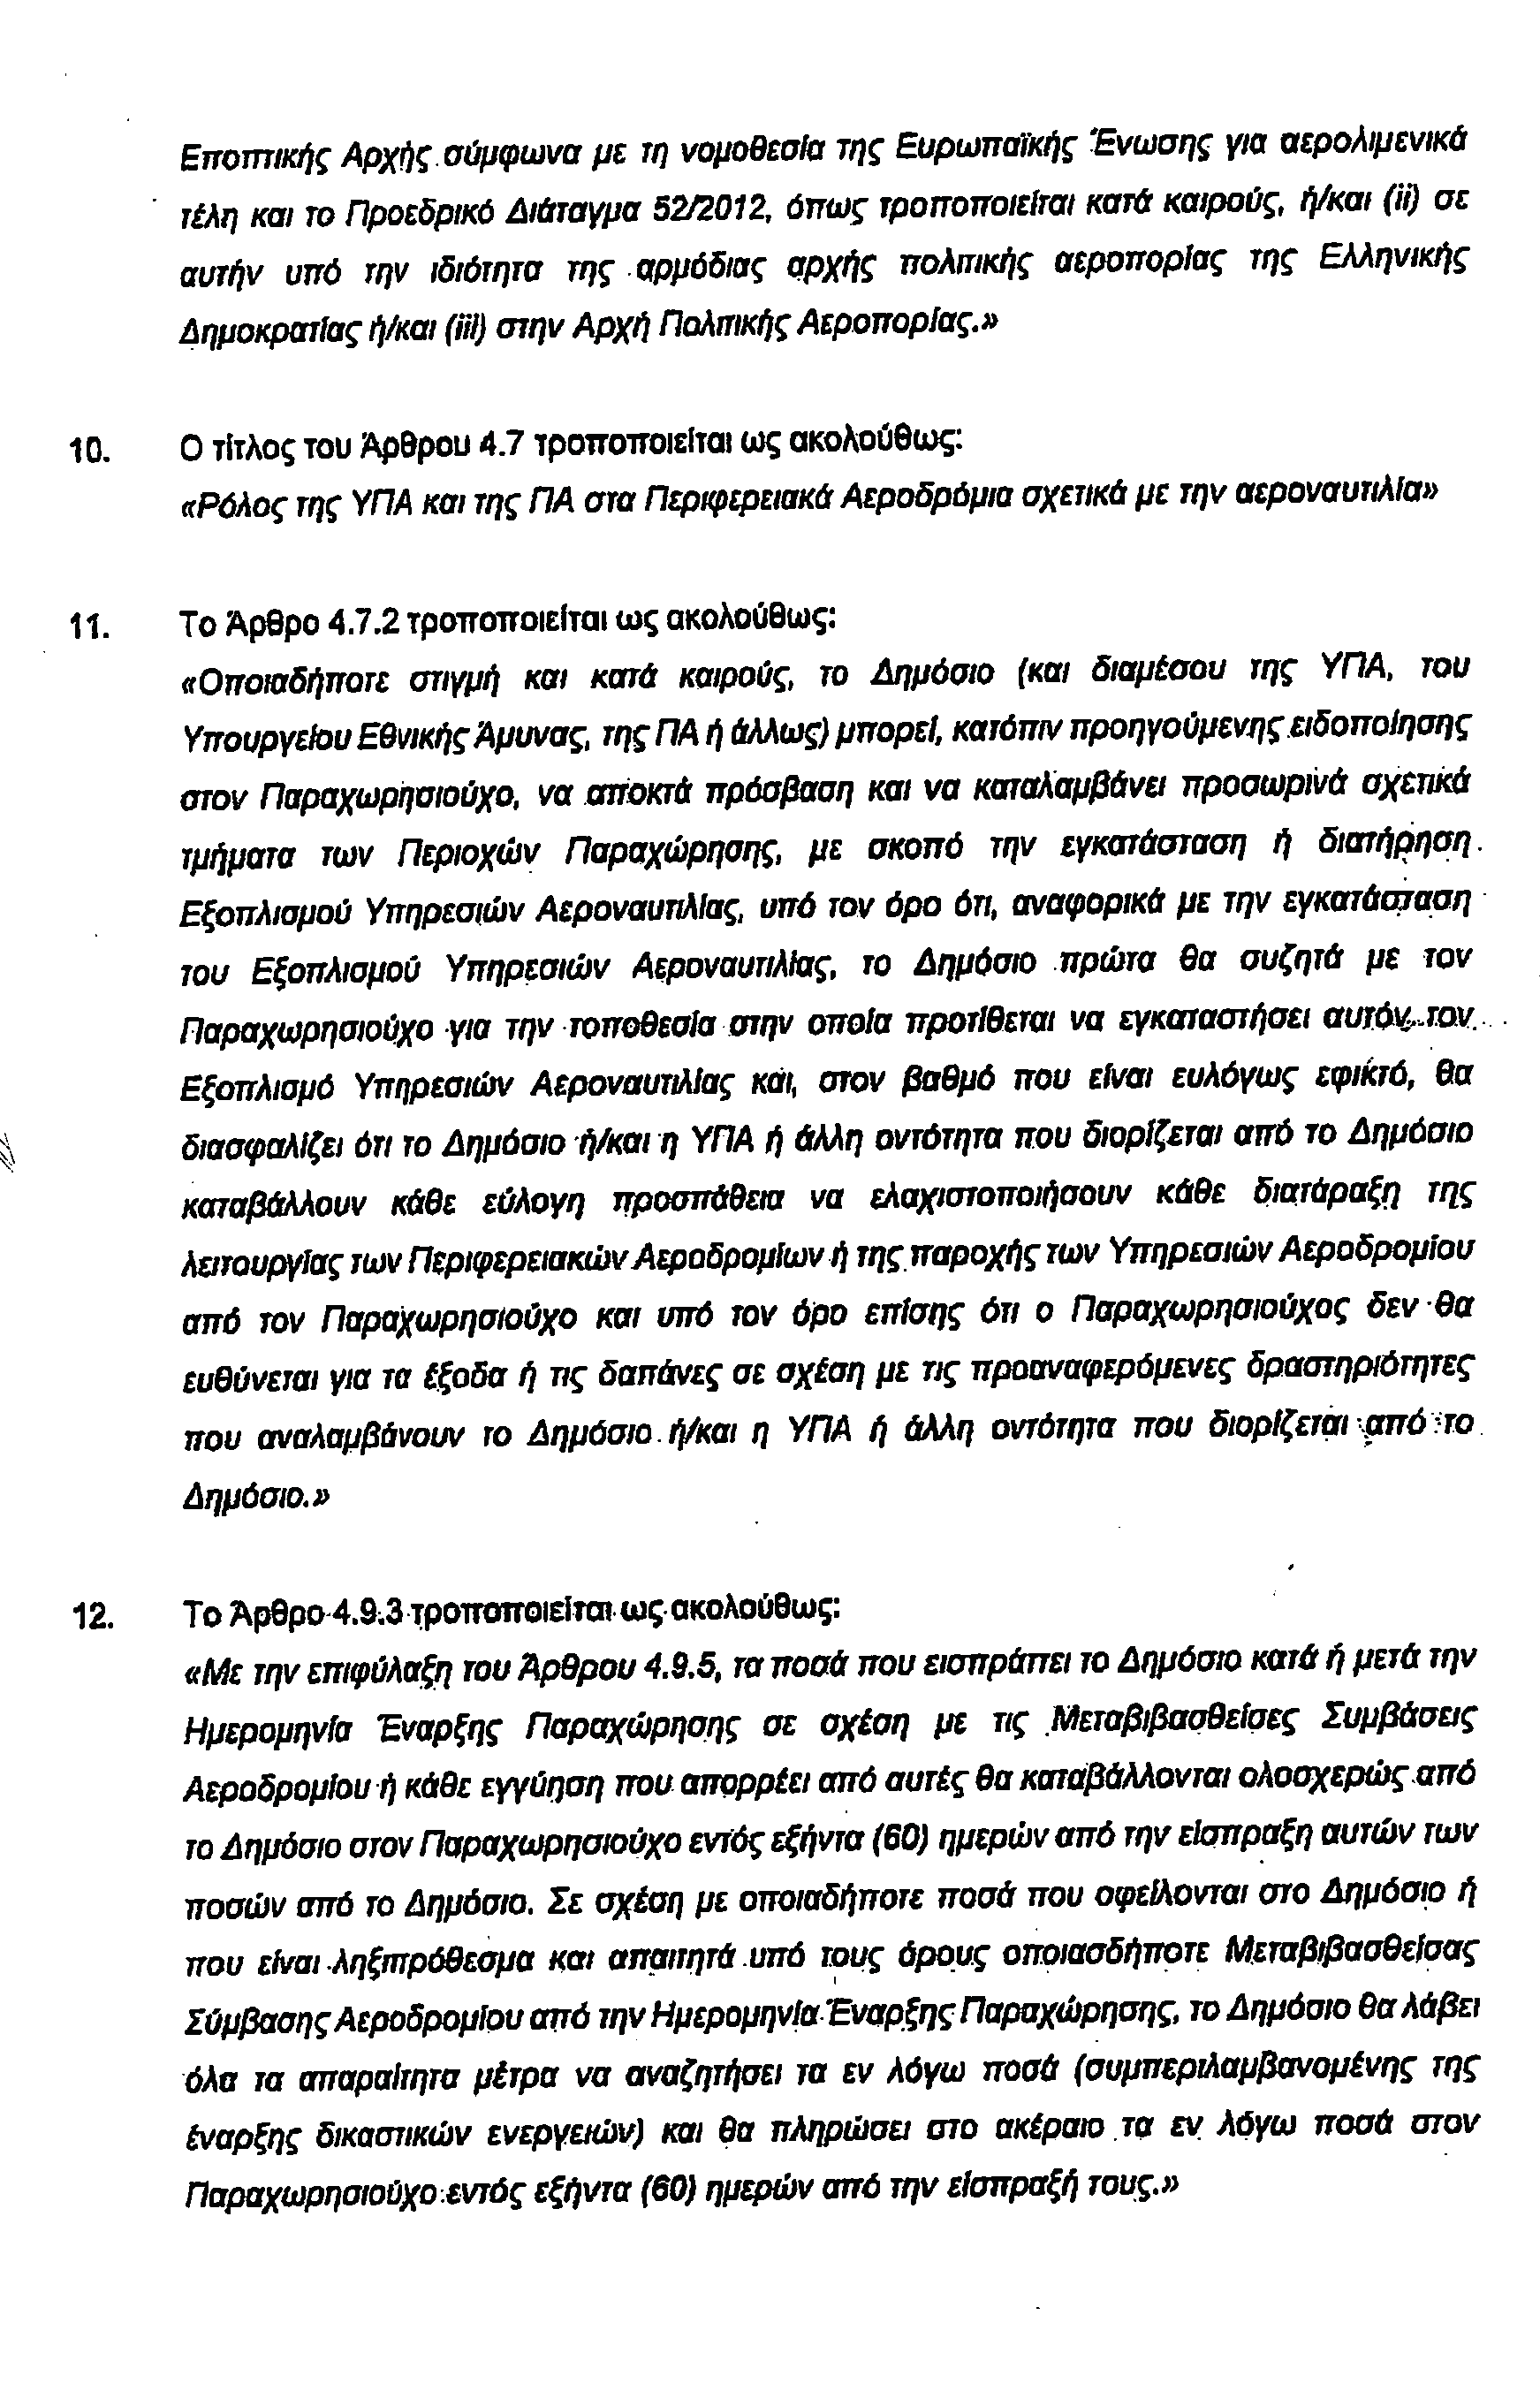 Εποπτικής Αρχής σύμφωνα με τη νομοθεσία της Ευρωπαϊκής Ένωσης για αερολιμενικά
τέλη και το Προεδρικό Διάταγμα 52/2012, όπως τροποποιείται κατά καιρούς, ή/και (ii) σε
αυτήν υπό την ιδιότητα της αρμόδιας αρχής πολιτικής αεροπορίας της Ελληνικής
Δημοκρατίας ή/και (iii) στην Αρχή Πολιτικής Αεροπορίας.»
10. Ο τίτλος του Άρθρου 4.7 τροποποιείται ως ακολούθως:
«Ρόλος της ΥΠΑ και της ΠΑ στα Περιφερειακά Αεροδρόμια σχετικά με την αεροναυτιλία»
11. Το Άρθρο 4.7.2 τροποποιείται ως ακολούθως:
«Οποιαδήποτε στιγμή και κατά καιρούς, το Δημόσιο (και διαμέσου της ΥΠΑ, του
Υπουργείου Εθνικής Άμυνας, της ΠΑ ή άλλως) μπορεί, κατόπιν προηγούμενης ειδοποίησης
στον Παραχωρησιούχο, να αποκτά πρόσβαση και να καταλαμβάνει προσωρινά σχετικά
τμήματα των Περιοχών Παραχώρησης, με σκοπό την εγκατάσταση ή διατήρηση
Εξοπλισμού Υπηρεσιών Αεροναυτιλίας, υπό τον όρο ότι, αναφορικά με την εγκατάσταση
του Εξοπλισμού Υπηρεσιών Αεροναυτιλίας, το Δημόσιο πρώτα θα συζητά με τον
Παραχωρησιούχο για την τοποθεσία στην οποία προτίθεται να εγκαταστήσει αυτόν τον
Εξοπλισμό Υπηρεσιών Αεροναυτιλίας και, στον βαθμό που είναι ευλόγως εφικτό, θα
διασφαλίζει ότι το Δημόσιο ή/και η ΥΠΑ ή άλλη οντότητα που διορίζεται από το Δημόσιο
καταβάλλουν κάθε εύλογη προσπάθεια να ελαχιστοποιήσουν κάθε διατάραξη της
λειτουργίας των Περιφερειακών Αεροδρομίων ή της παροχής των Υπηρεσιών Αεροδρομίου
από τον Παραχωρησιούχο και υπό τον όρο επίσης ότι ο Παραχωρησιούχος δεν θα
ευθύνεται για τα έξοδα ή τις δαπάνες σε σχέση με τις προαναφερόμενες δραστηριότητες
που αναλαμβάνουν το Δημόσιο ή/και η ΥΠΑ ή άλλη οντότητα που διορίζεται από το
Δημόσιο.»
12. Το Άρθρο 4.9.3 τροποποιείται ως ακολούθως:
«Με την επιφύλαξη του Άρθρου 4.9.5, τα ποσά που εισπράπει το Δημόσιο κατά ή μετά την
Ημερομηνία Έναρξης Παραχώρησης σε σχέση με τις Μεταβιβασθείσες Συμβάσεις
Αεροδρομίου ή κάθε εγγύηση που απορρέει από αυτές θα καταβάλλονται ολοσχερώς από
το Δημόσιο στον Παραχωρησιούχο εντός εξήντα (60) ημερών από την είσπραξη αυτών των
ποσών από το Δημόσιο. Σε σχέση με οποιαδήποτε ποσά που οφείλονται στο Δημόσιο ή
που είναι ληξιπρόθεσμα και απαιτητά υπό τους όρους οποιασδήποτε Μεταβιβασθείσας
Σύμβασης Αεροδρομίου από την Ημερομηνία Έναρξης Παραχώρησης, το Δημόσιο θα λάβει
όλα τα απαραίτητα μέτρα να αναζητήσει τα εν λόγω ποσά (συμπεριλαμβανομένης της
έναρξης δικαστικών ενεργειών) και θα πληρώσει στο ακέραιο τα εν λόγω ποσά στον
Παραχωρησιούχο εντός εξήντα (60) ημερών από την είσπραξή τους.»